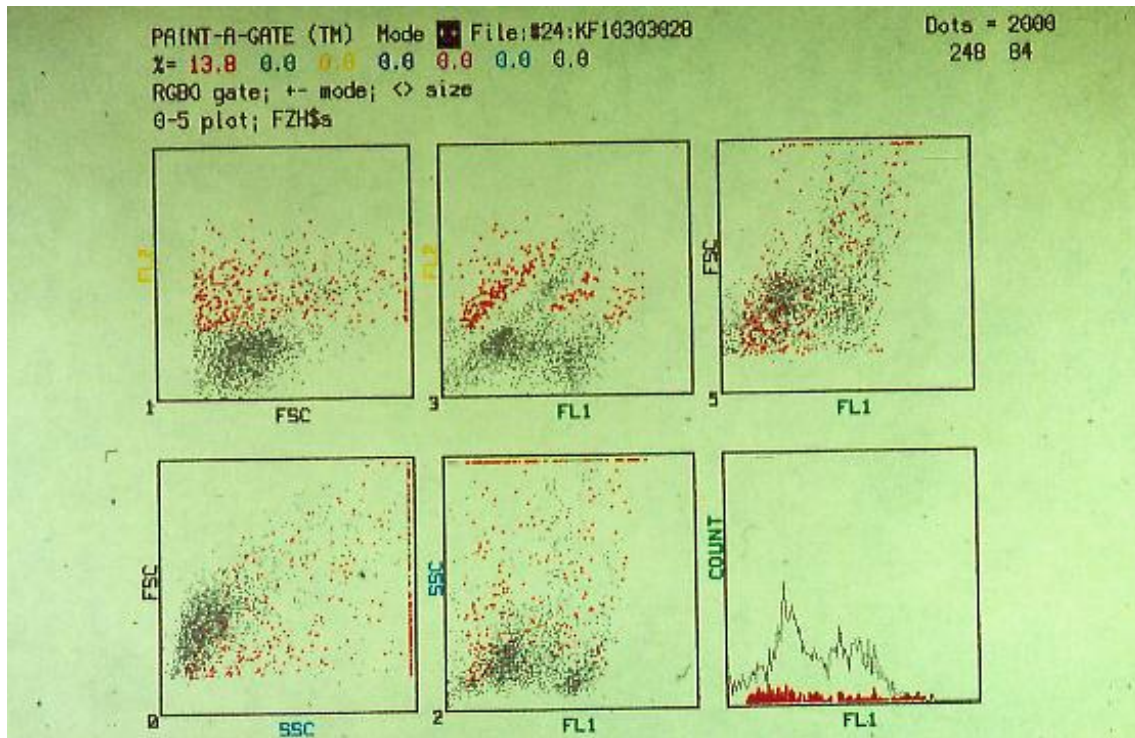 PAINT-A-GATE (TM) Mode File:#24:KF10303028
Dots = 2000
%= 13.8 0.0 0.0 0.0 0.0 0.0 0.0
248 84
RGBO gate; +- mode; <> size
0-5 plot; FZH$s
FL2
1
FSC
FL2
3
FL1
FSC
5
FL1
FSC
0
SSC
SSC
2
FL1
COUNT
FL1